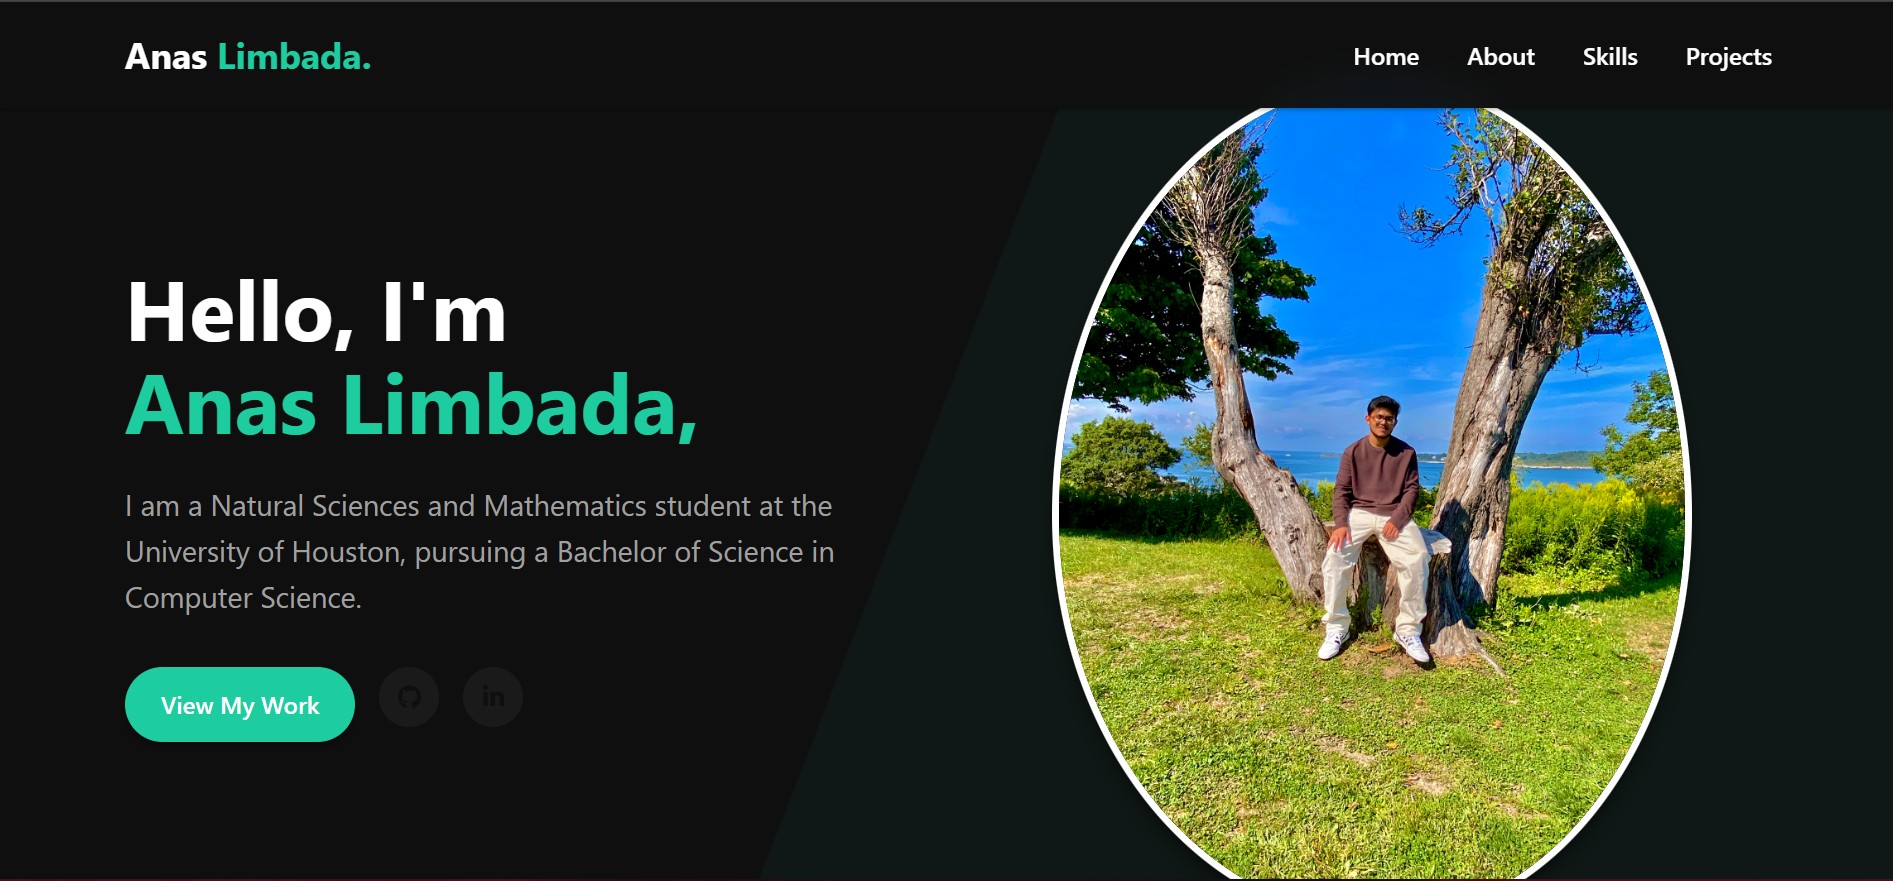 Anas Limbada.
Home About Skills Projects
Hello, I'm
Anas Limbada,
I am a Natural Sciences and Mathematics student at the
University of Houston, pursuing a Bachelor of Science in
Computer Science.
View My Work
in